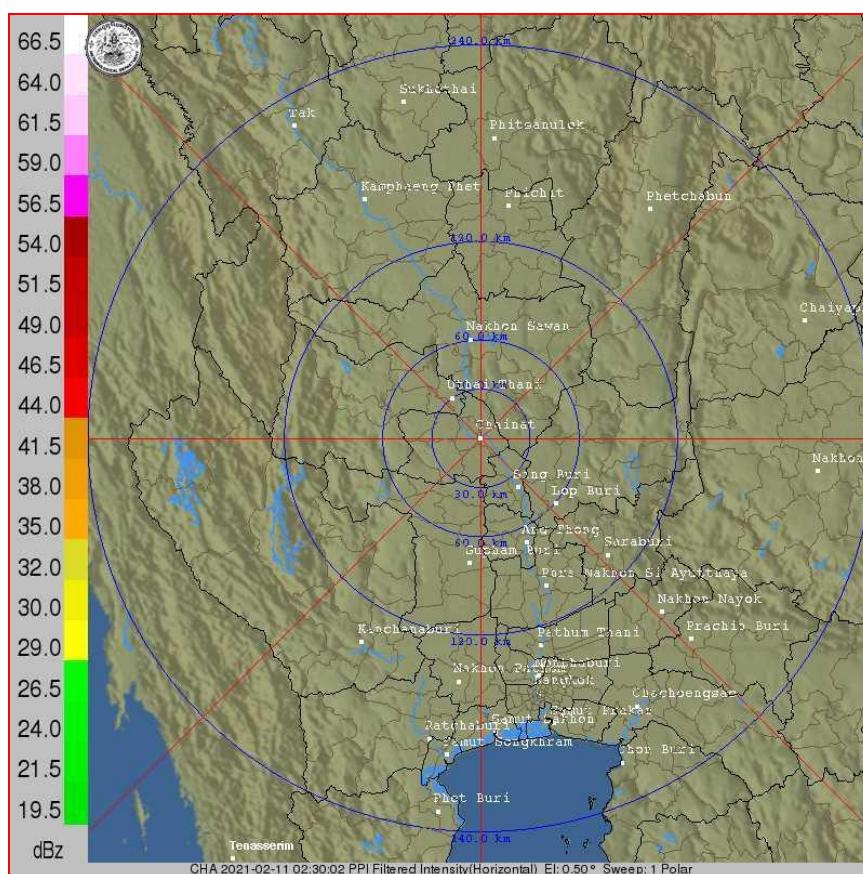 66.5
64.0
61.5
59.0
56.5
54.0
51.5
49.0
46.5
44.0
41.5
38.0
35.0
32.0
30.0
29.0
26.5
24.0
21.5
19.5
dBz
240.0 km
Sukhothai
Tak
Phitsanulok
Kamphaeng Phet
Phichit
Phetchabun
120.0 km
Chaiyap
Nakhon Sawan
60.0 km
Uthai Thani
Chainat
Nakhon
Sing Buri
30.0 km
Lop Buri
Ang Thong
60.0 km
Suphan Buri
Saraburi
Pora Nakhon Si Ayutthaya
Nakhon Nayok
120.0 km
Kanchanaburi
Prachin Buri
Pathum Thani
Nonthaburi
Nakhon Pathom
Bangkok
Chachoengsao
Samut Prakan
Samut Sakhon
Ratchaburi
Samut Songkhram
Chon Buri
Phet Buri
240.0 km
Tenasserim
CHA 2021-02-11 02:30:02 PPI Filtered Intensity(Horizontal) El: 0.50° Sweep: 1 Polar